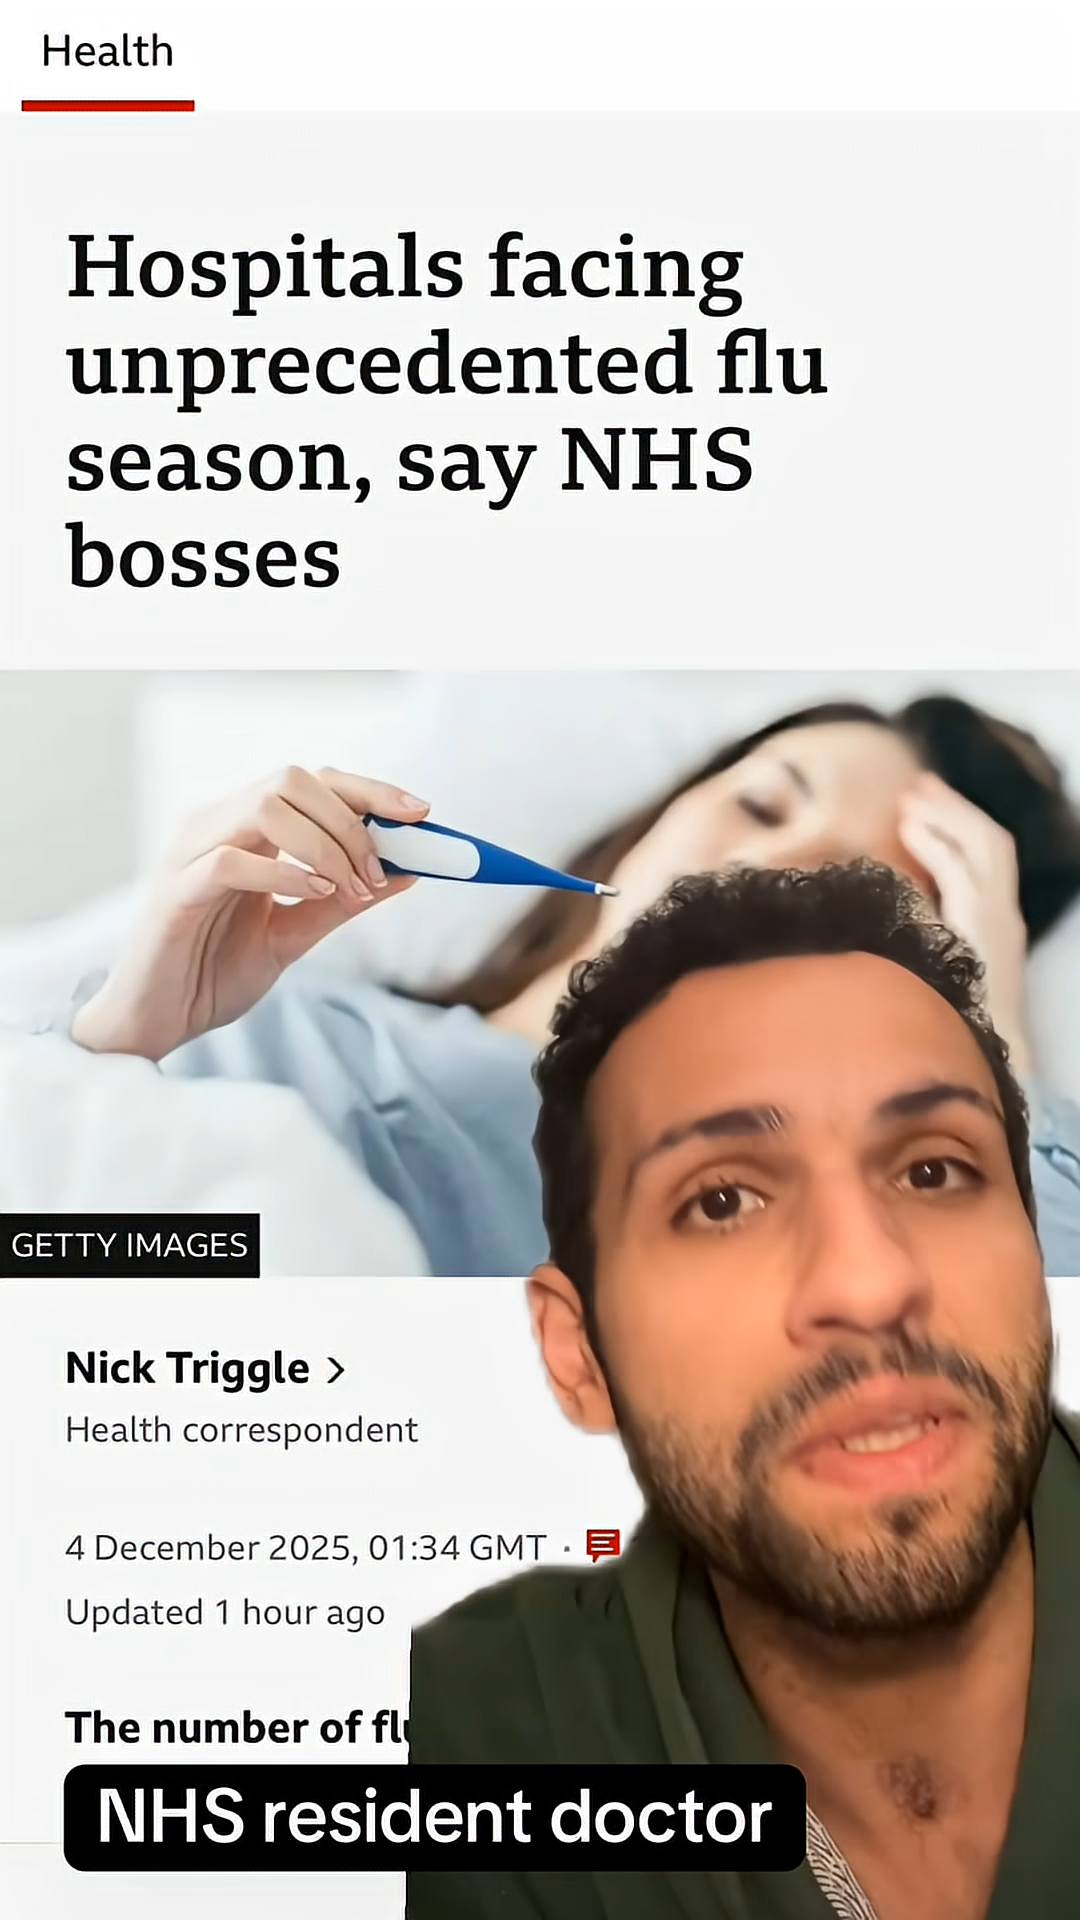 Health
Hospitals facing
unprecedented flu
season, say NHS
bosses
GETTY IMAGES
Nick Triggle >
Health correspondent
4 December 2025, 01:34 GMT ·
Updated 1 hour ago
The number of flu
NHS resident doctor